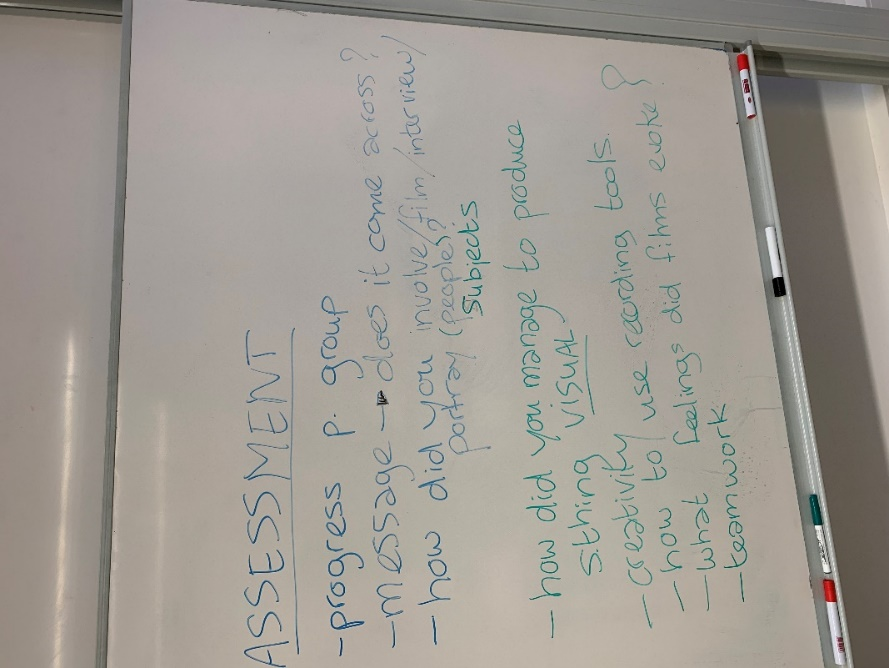 ASSESSMENT
- progress p. group
- message → does it come across?
- how did you involve/film/interview/
portray (people)?
subjects
- how did you manage to produce
s.thing VISUAL
- creativity
- how to use recording tools.
- what feelings did films evoke?
- teamwork